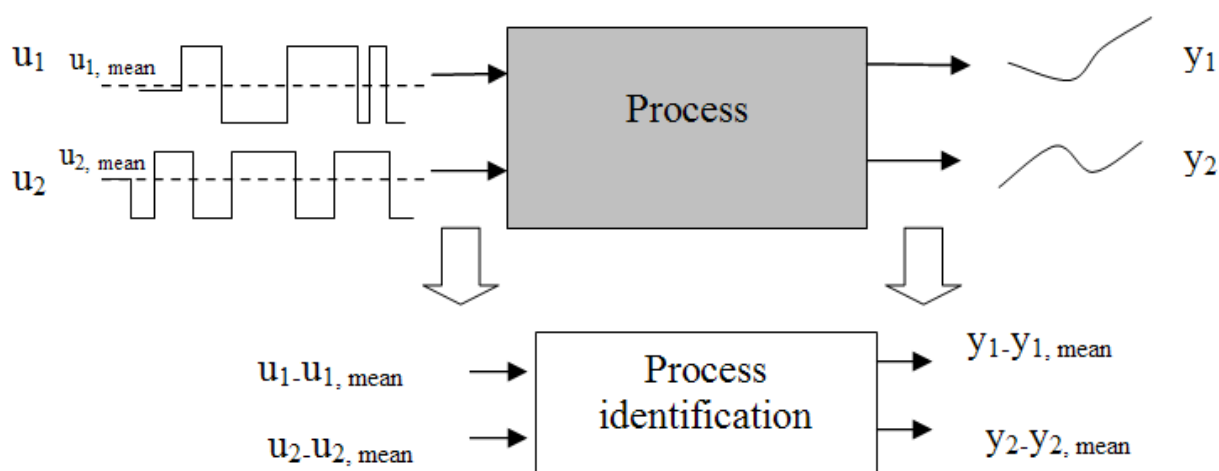 u₁ u₁, mean
Process
y₁
u₂ u₂, mean
y₂
u₁-u₁, mean
Process
identification
y₁-y₁, mean
u₂-u₂, mean
y₂-y₂, mean